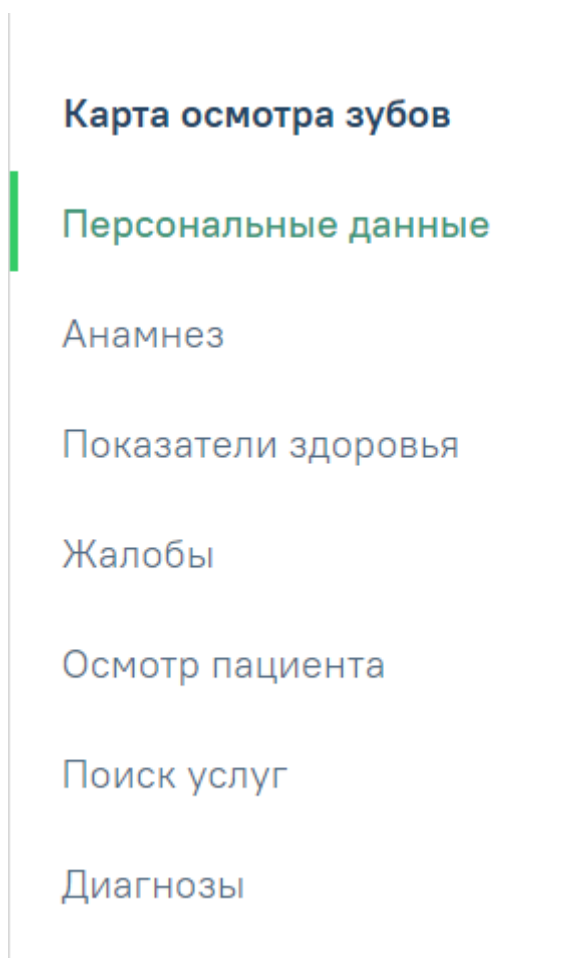 Карта осмотра зубов
Персональные данные
Анамнез
Показатели здоровья
Жалобы
Осмотр пациента
Поиск услуг
Диагнозы